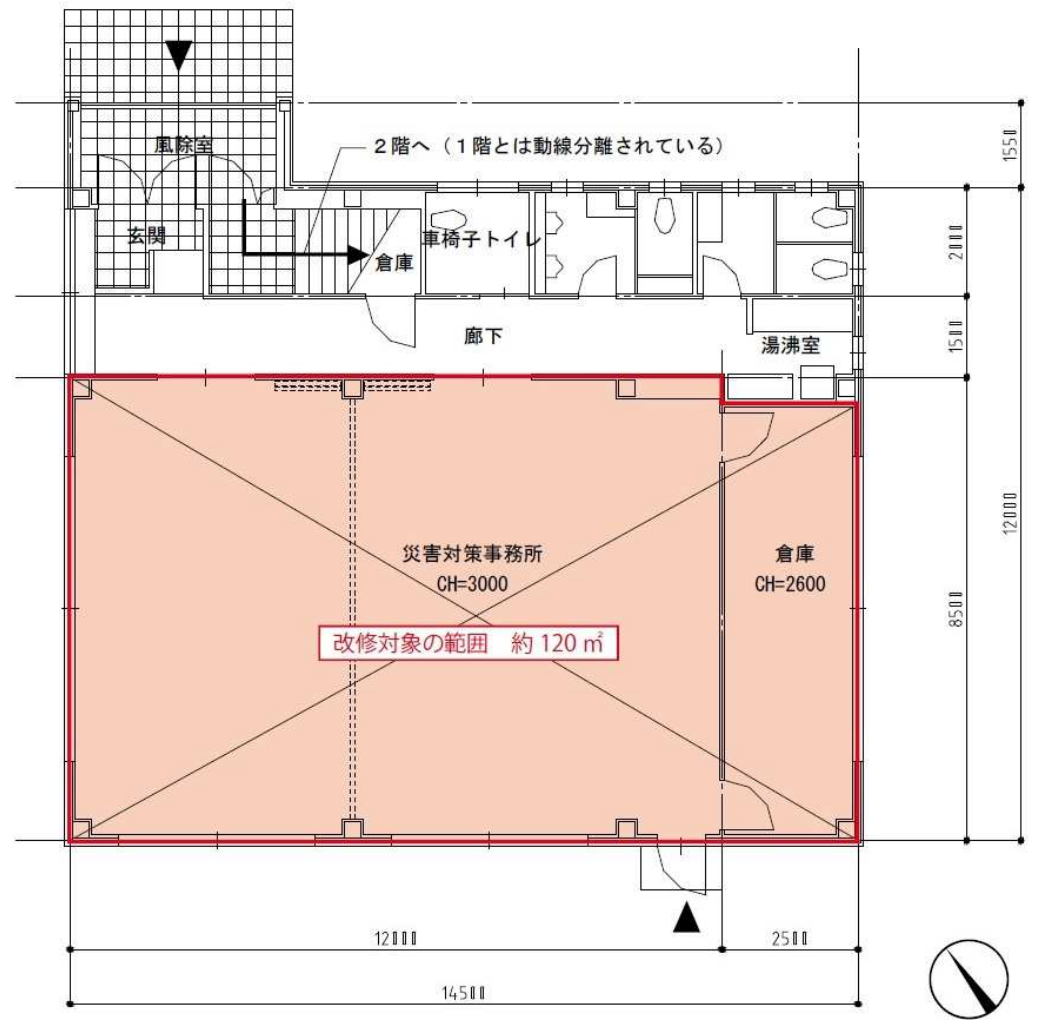 風除室
2階へ（1階とは動線分離されている）
1550
玄関
車椅子トイレ
倉庫
2000
廊下
湯沸室
1500
災害対策事務所
CH=3000
倉庫
CH=2600
改修対象の範囲　約 120 ㎡
8500
12000
12000
2500
14500